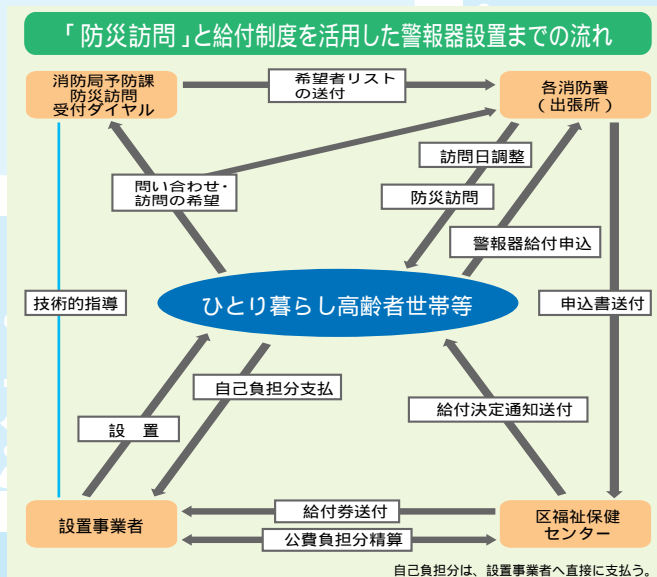 「防災訪問」と給付制度を活用した警報器設置までの流れ
消防局予防課
防災訪問
受付ダイヤル
希望者リスト
の送付
各消防署
（出張所）
訪問日調整
問い合わせ・
訪問の希望
防災訪問
警報器給付申込
技術的指導
ひとり暮らし高齢者世帯等
申込書送付
自己負担分支払
設　置
給付決定通知送付
設置事業者
給付券送付
公費負担分精算
区福祉保健
センター
自己負担分は、設置事業者へ直接に支払う。